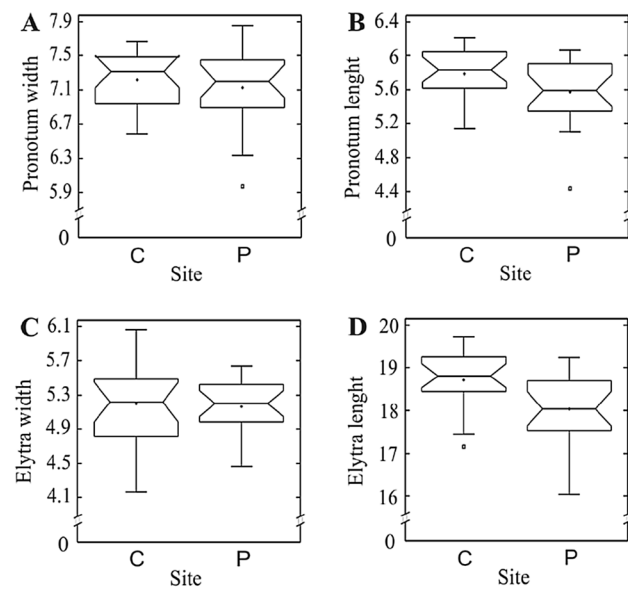 A
Pronotum width
7.9
7.5
7.1
6.7
6.3
5.9
0
C P
Site
B
Pronotum lenght
6.4
6
5.6
5.2
4.8
4.4
0
C P
Site
C
Elytra width
6.1
5.7
5.3
4.9
4.5
4.1
0
C P
Site
D
Elytra lenght
20
19
18
17
16
0
C P
Site